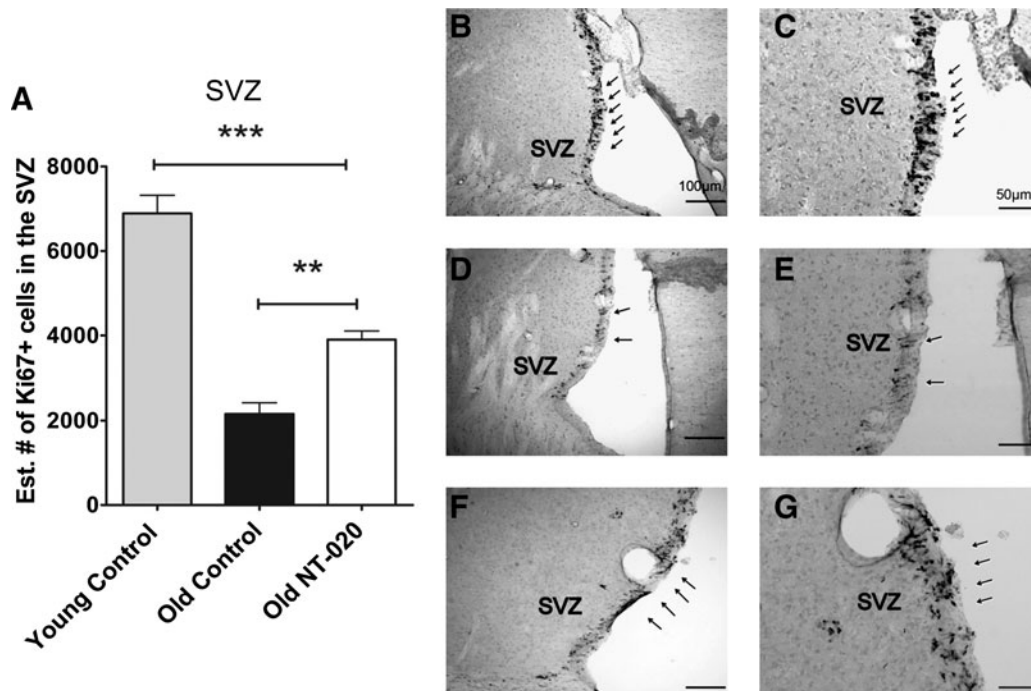 A
SVZ
***
**
Est. # of Ki67+ cells in the SVZ
8000
6000
4000
2000
0
Young Control
Old Control
Old NT-020
B
SVZ
100µm
C
SVZ
50µm
D
SVZ
E
SVZ
F
SVZ
G
SVZ